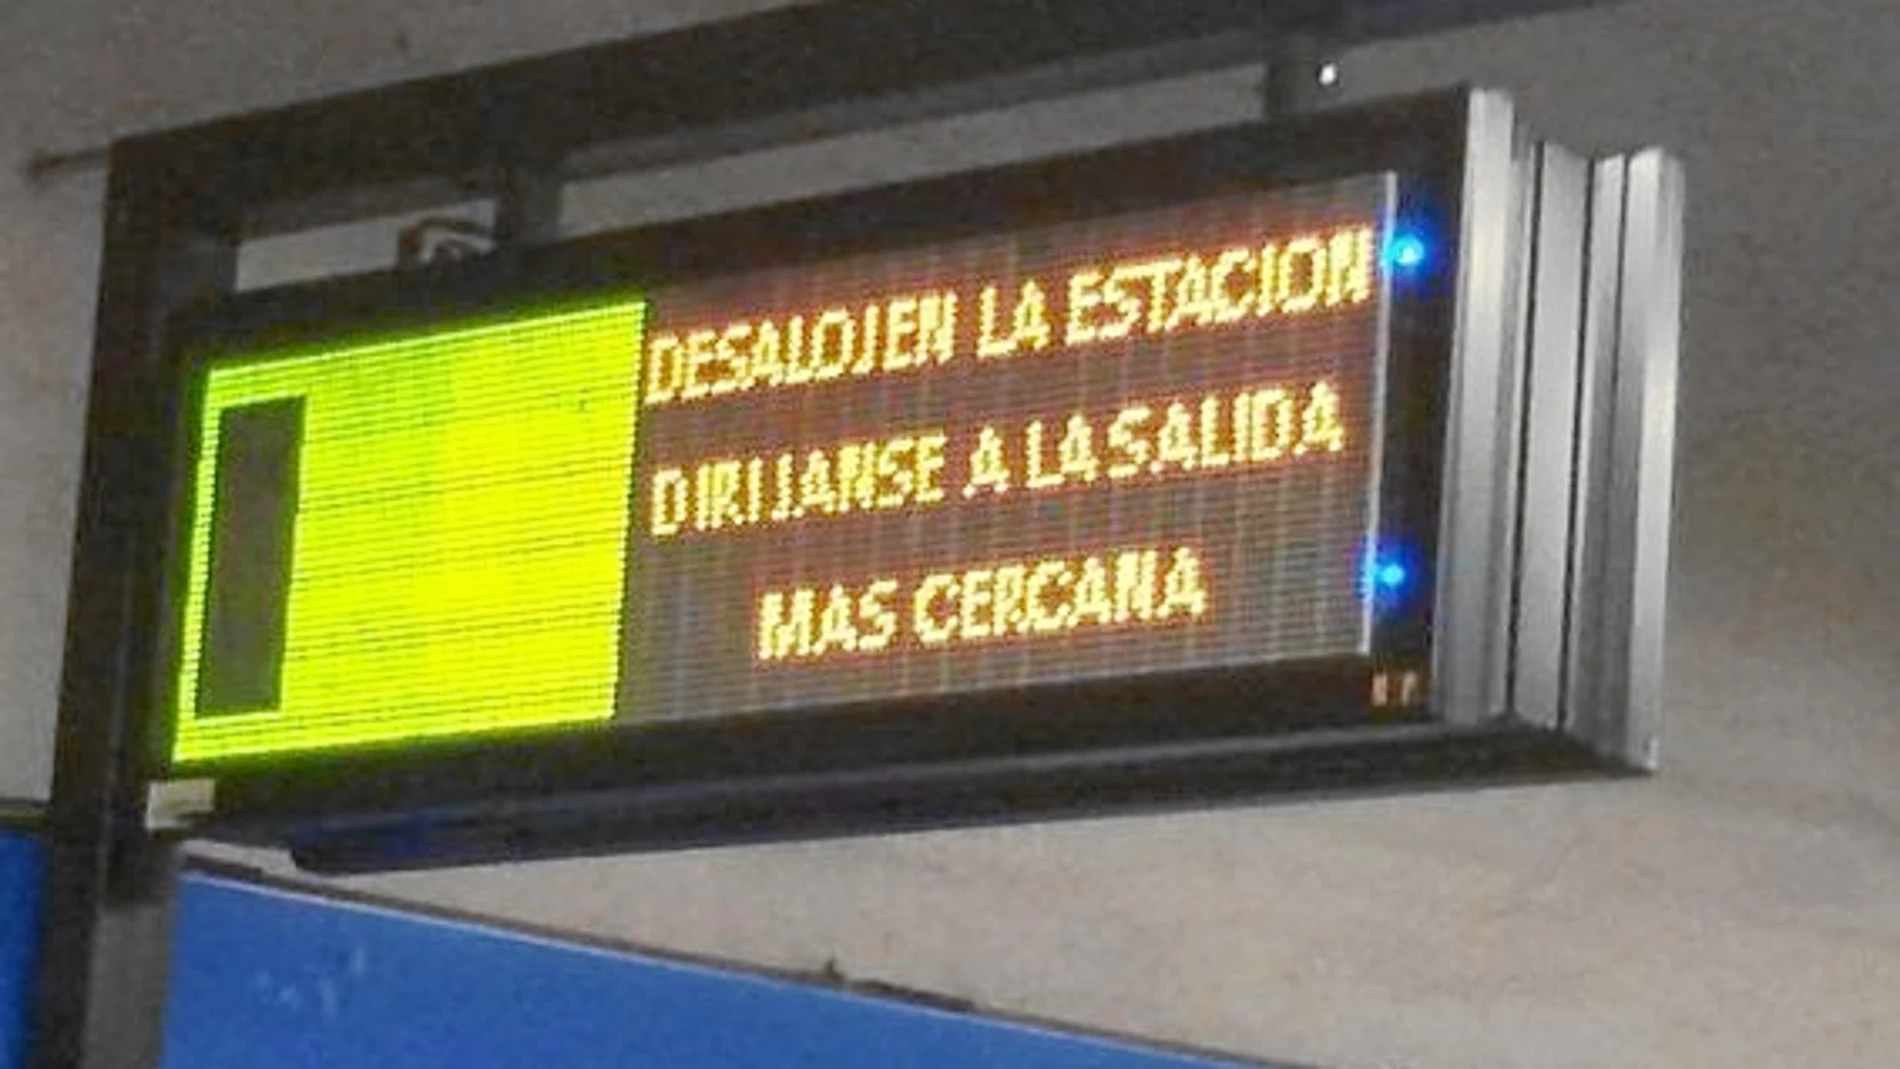 DESALOJEN LA ESTACION
DIRIJANSE A LA SALIDA
MAS CERCANA